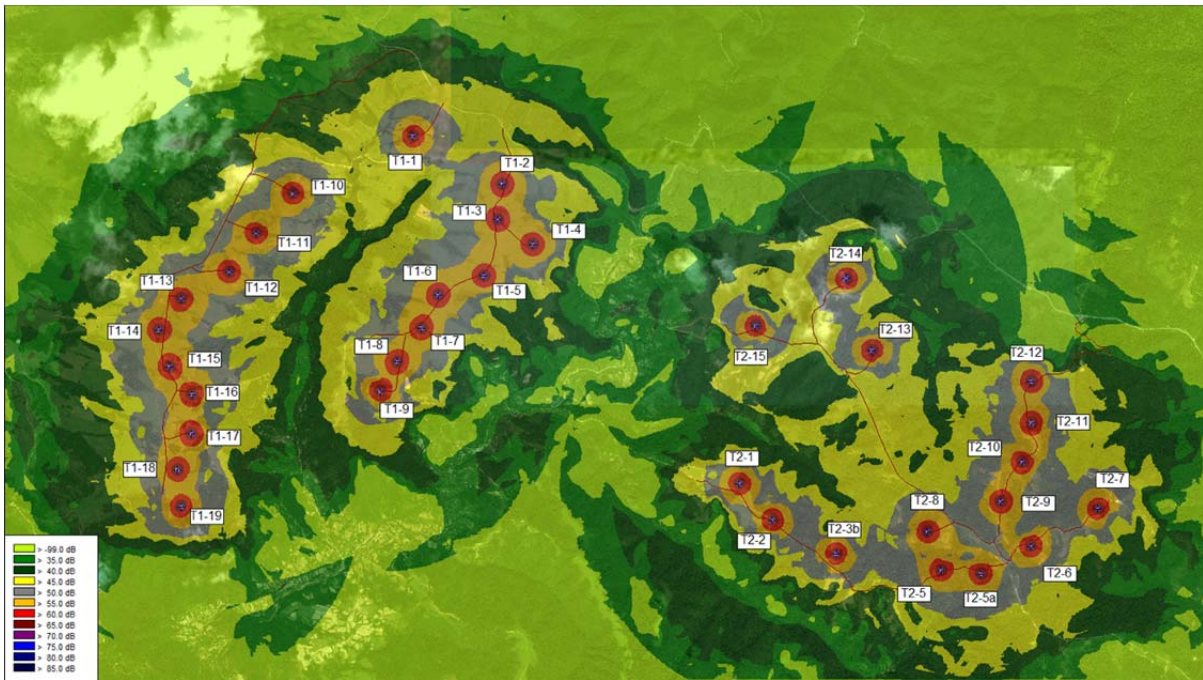 T1-1
T1-2
T1-10
T1-3
T1-4
T1-11
T1-12
T2-14
T1-13
T1-6
T1-5
T1-14
T1-7
T2-13
T2-15
T1-15
T1-8
T2-12
T1-16
T1-9
T2-11
T1-17
T2-10
T1-18
T2-1
T2-7
T2-9
T1-19
T2-8
T2-3b
T2-2
T2-6
T2-5
T2-5a
> -99.0 dB
> 35.0 dB
> 40.0 dB
> 45.0 dB
> 50.0 dB
> 55.0 dB
> 60.0 dB
> 65.0 dB
> 70.0 dB
> 75.0 dB
> 80.0 dB
> 85.0 dB